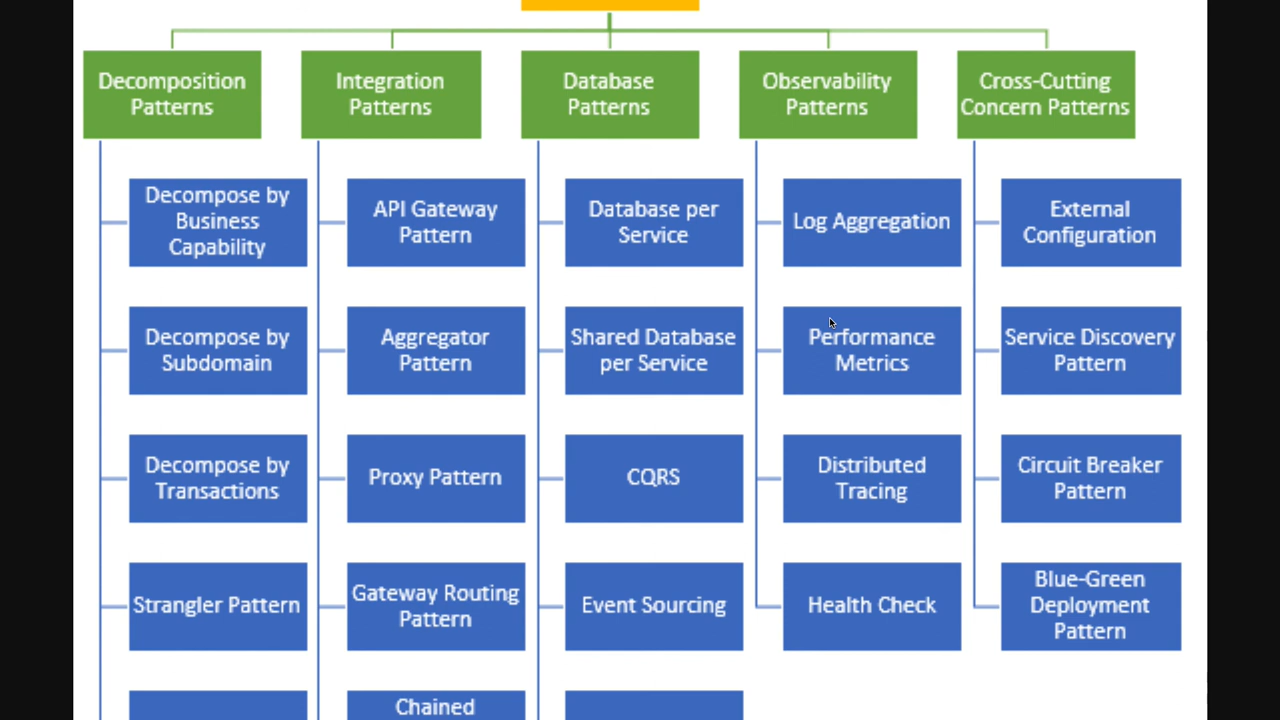 Decomposition
Patterns
Integration
Patterns
Database
Patterns
Observability
Patterns
Cross-Cutting
Concern Patterns
Decompose by
Business
Capability
API Gateway
Pattern
Database per
Service
Log Aggregation
External
Configuration
Decompose by
Subdomain
Aggregator
Pattern
Shared Database
per Service
Performance
Metrics
Service Discovery
Pattern
Decompose by
Transactions
Proxy Pattern
CQRS
Distributed
Tracing
Circuit Breaker
Pattern
Strangler Pattern
Gateway Routing
Pattern
Event Sourcing
Health Check
Blue-Green
Deployment
Pattern
Chained